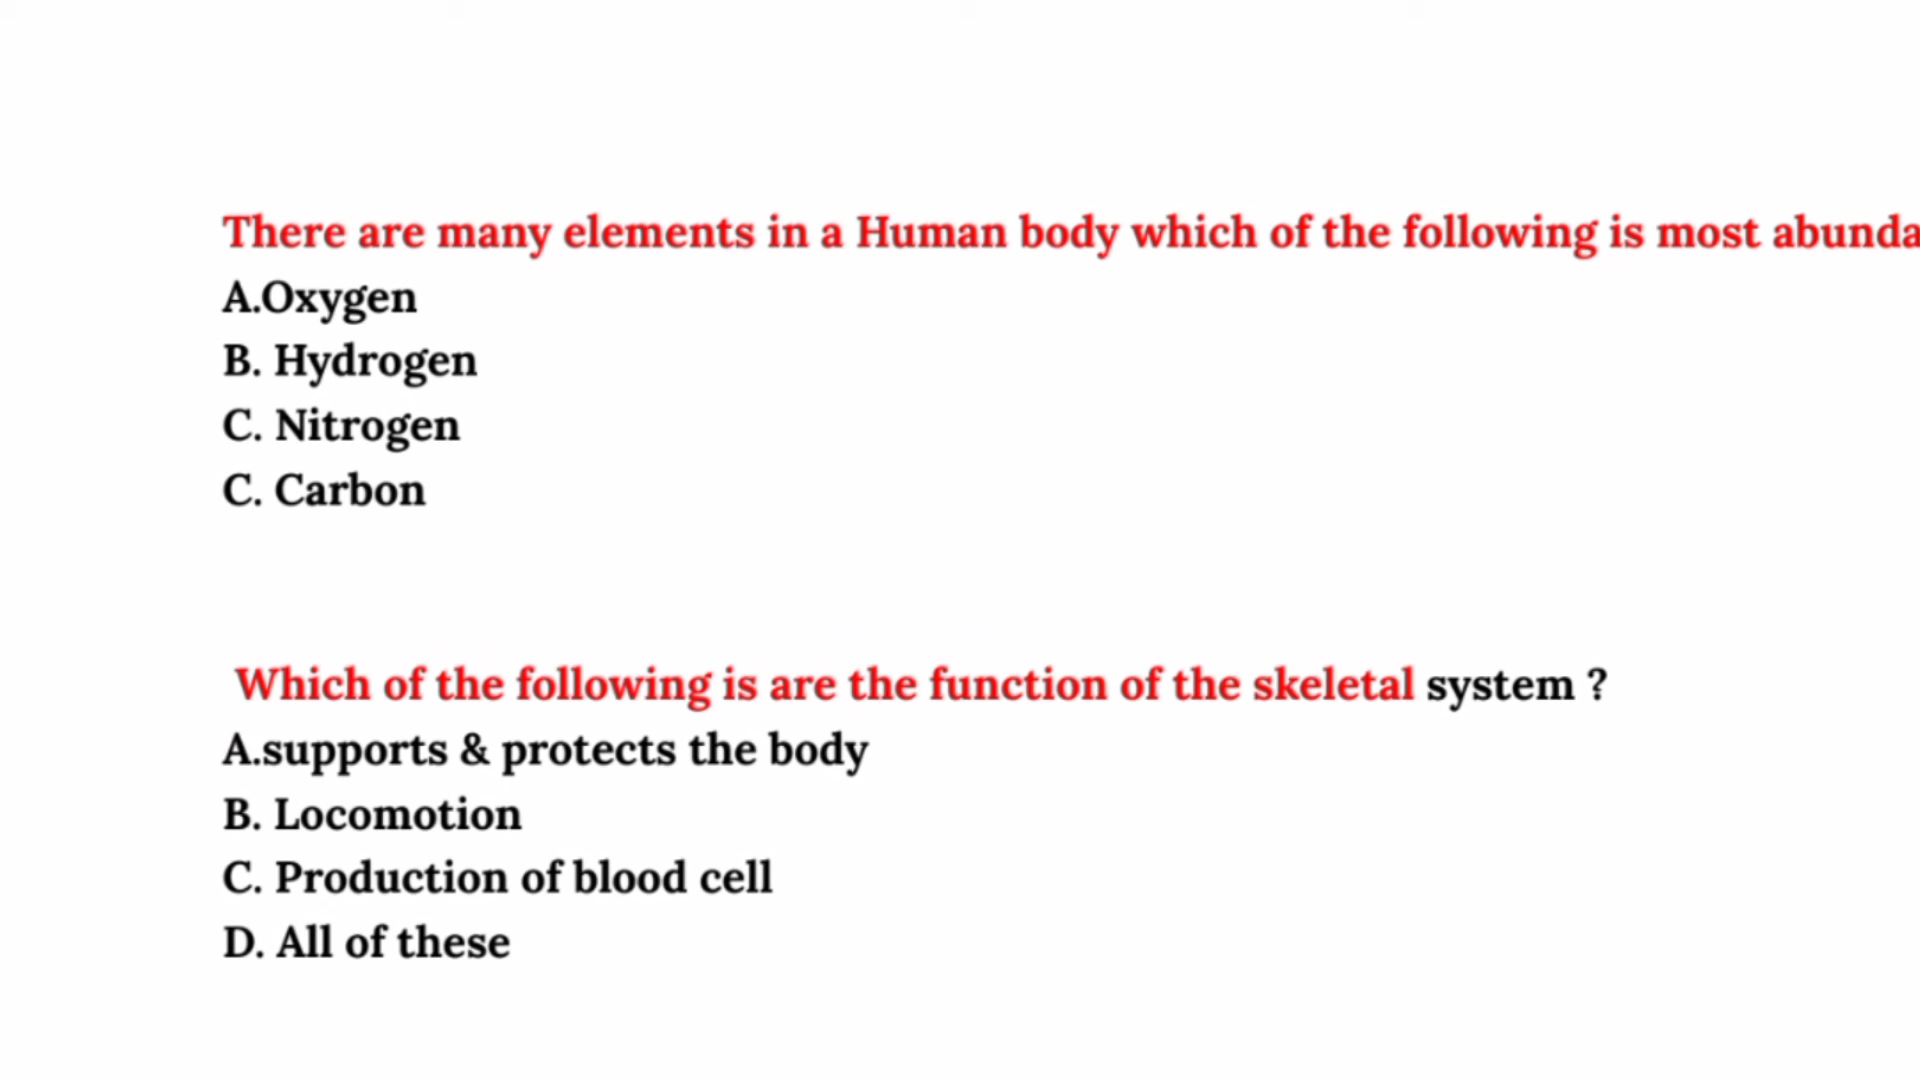 There are many elements in a Human body which of the following is most abunda
A.Oxygen
B. Hydrogen
C. Nitrogen
C. Carbon
Which of the following is are the function of the skeletal system ?
A.supports & protects the body
B. Locomotion
C. Production of blood cell
D. All of these